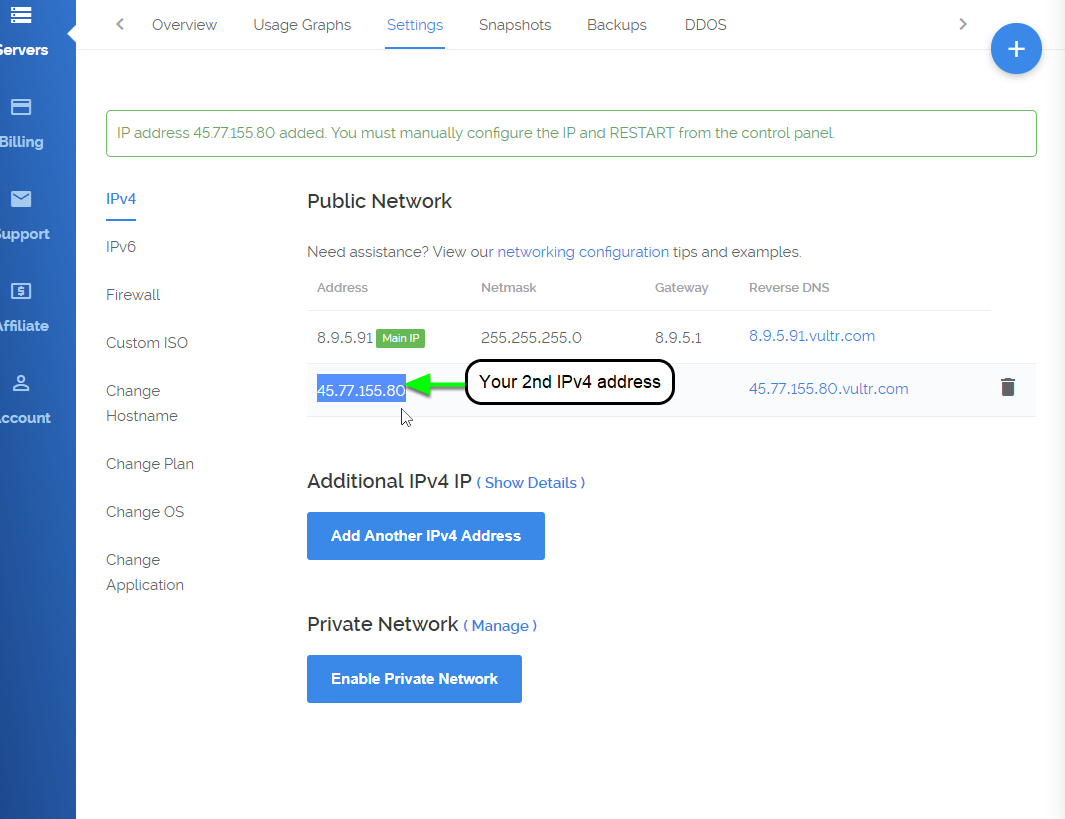 Overview Usage Graphs Settings Snapshots Backups DDOS
Servers
Billing
Support
Affiliate
Account
+
IP address 45.77.155.80 added. You must manually configure the IP and RESTART from the control panel.
IPv4
IPv6
Firewall
Custom ISO
Change
Hostname
Change Plan
Change OS
Change
Application
Public Network
Need assistance? View our networking configuration tips and examples.
Address Netmask Gateway Reverse DNS
8.9.5.91 Main IP 255.255.255.0 8.9.5.1 8.9.5.91.vultr.com
45.77.155.80 Your 2nd IPv4 address 45.77.155.80.vultr.com
Additional IPv4 IP ( Show Details )
Add Another IPv4 Address
Private Network ( Manage )
Enable Private Network